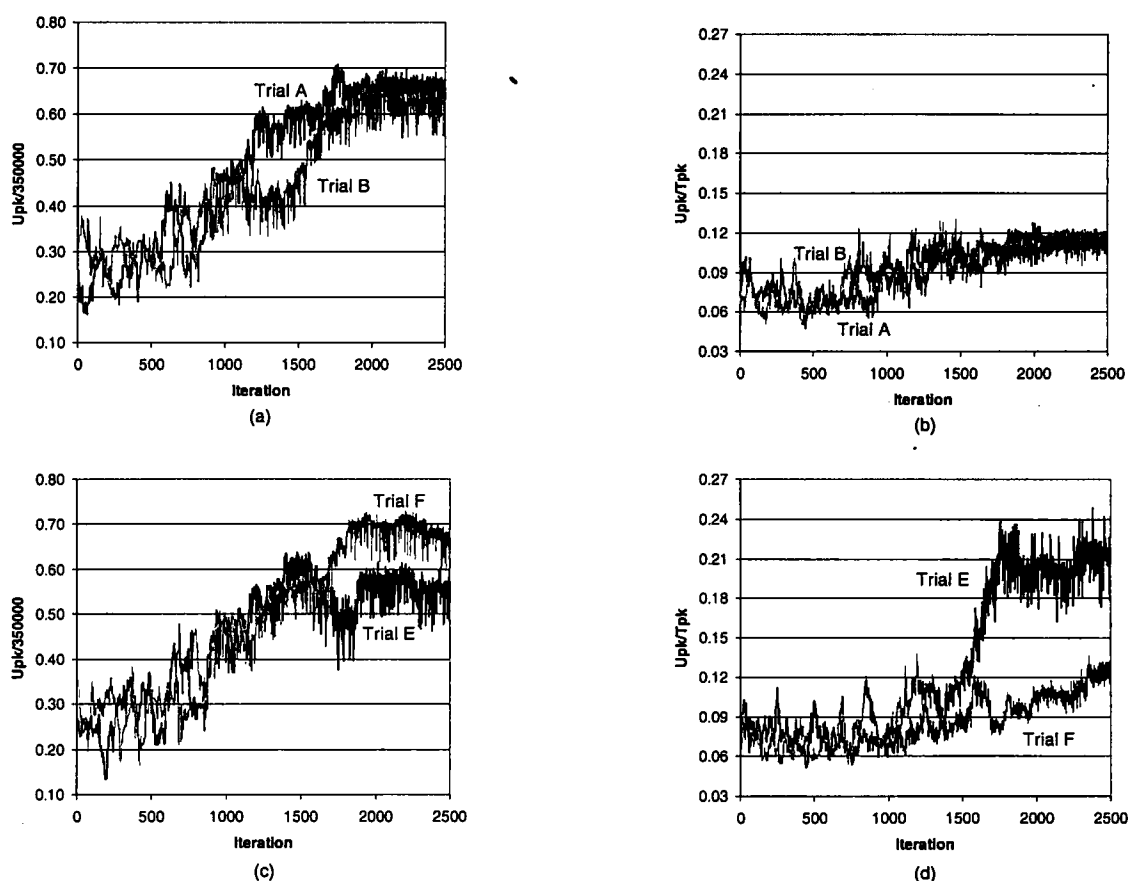 0.80
0.70
0.60
0.50
0.40
0.30
0.20
0.10
Upk/350000
Trial A
Trial B
0 500 1000 1500 2000 2500
Iteration
(a)
0.27
0.24
0.21
0.18
0.15
0.12
0.09
0.06
0.03
Upk/Tpk
Trial B
Trial A
0 500 1000 1500 2000 2500
Iteration
(b)
0.80
0.70
0.60
0.50
0.40
0.30
0.20
0.10
Upk/350000
Trial F
Trial E
0 500 1000 1500 2000 2500
Iteration
(c)
0.27
0.24
0.21
0.18
0.15
0.12
0.09
0.06
0.03
Upk/Tpk
Trial E
Trial F
0 500 1000 1500 2000 2500
Iteration
(d)